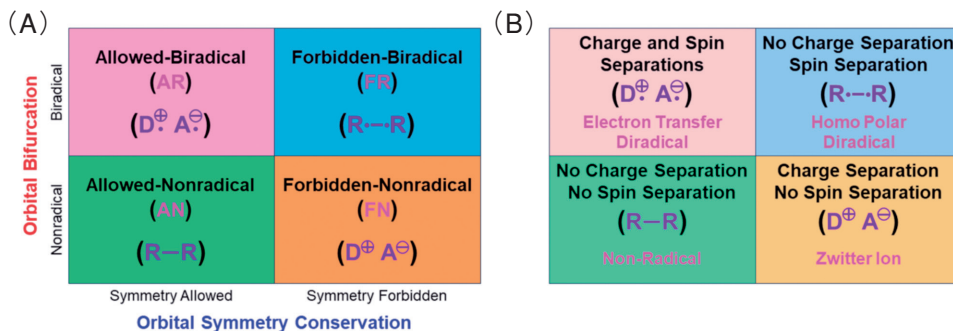 (A)
Orbital Bifurcation
Biradical
Nonradical
Allowed-Biradical
(AR)
(D⊕• A⊖•)
Forbidden-Biradical
(FR)
(R·–·R)
Allowed-Nonradical
(AN)
(R–R)
Forbidden-Nonradical
(FN)
(D⊕ A⊖)
Symmetry Allowed
Symmetry Forbidden
Orbital Symmetry Conservation
(B)
Charge and Spin
Separations
(D⊕• A⊖•)
Electron Transfer
Diradical
No Charge Separation
Spin Separation
(R·–·R)
Homo Polar
Diradical
No Charge Separation
No Spin Separation
(R–R)
Non-Radical
Charge Separation
No Spin Separation
(D⊕ A⊖)
Zwitter Ion